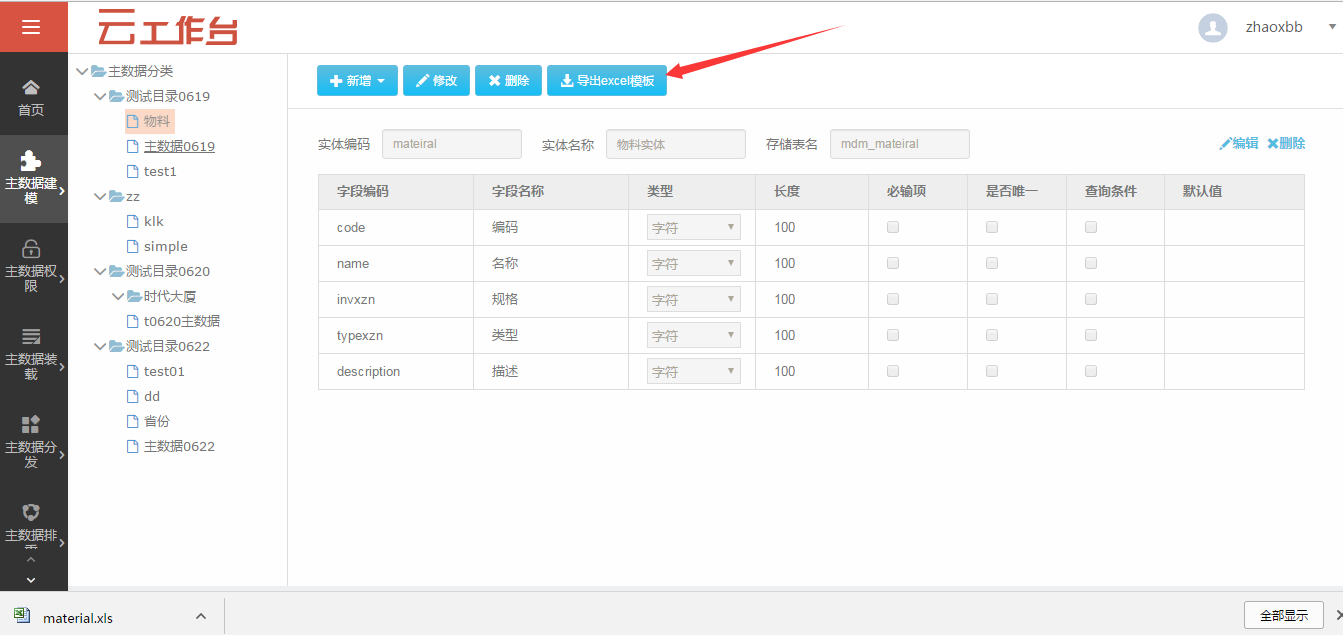 云工作台
zhaoxbb
首页
主数据建
模
主数据权
限
主数据装
载
主数据分
发
主数据排
主数据分类
测试目录0619
物料
主数据0619
test1
zz
klk
simple
测试目录0620
时代大厦
t0620主数据
测试目录0622
test01
dd
省份
主数据0622
新增 修改 删除 导出excel模板
实体编码 mateiral 实体名称 物料实体 存储表名 mdm_mateiral 编辑 删除
字段编码 字段名称 类型 长度 必输项 是否唯一 查询条件 默认值
code 编码 字符 100
name 名称 字符 100
invxzn 规格 字符 100
typexzn 类型 字符 100
description 描述 字符 100
material.xls
全部显示